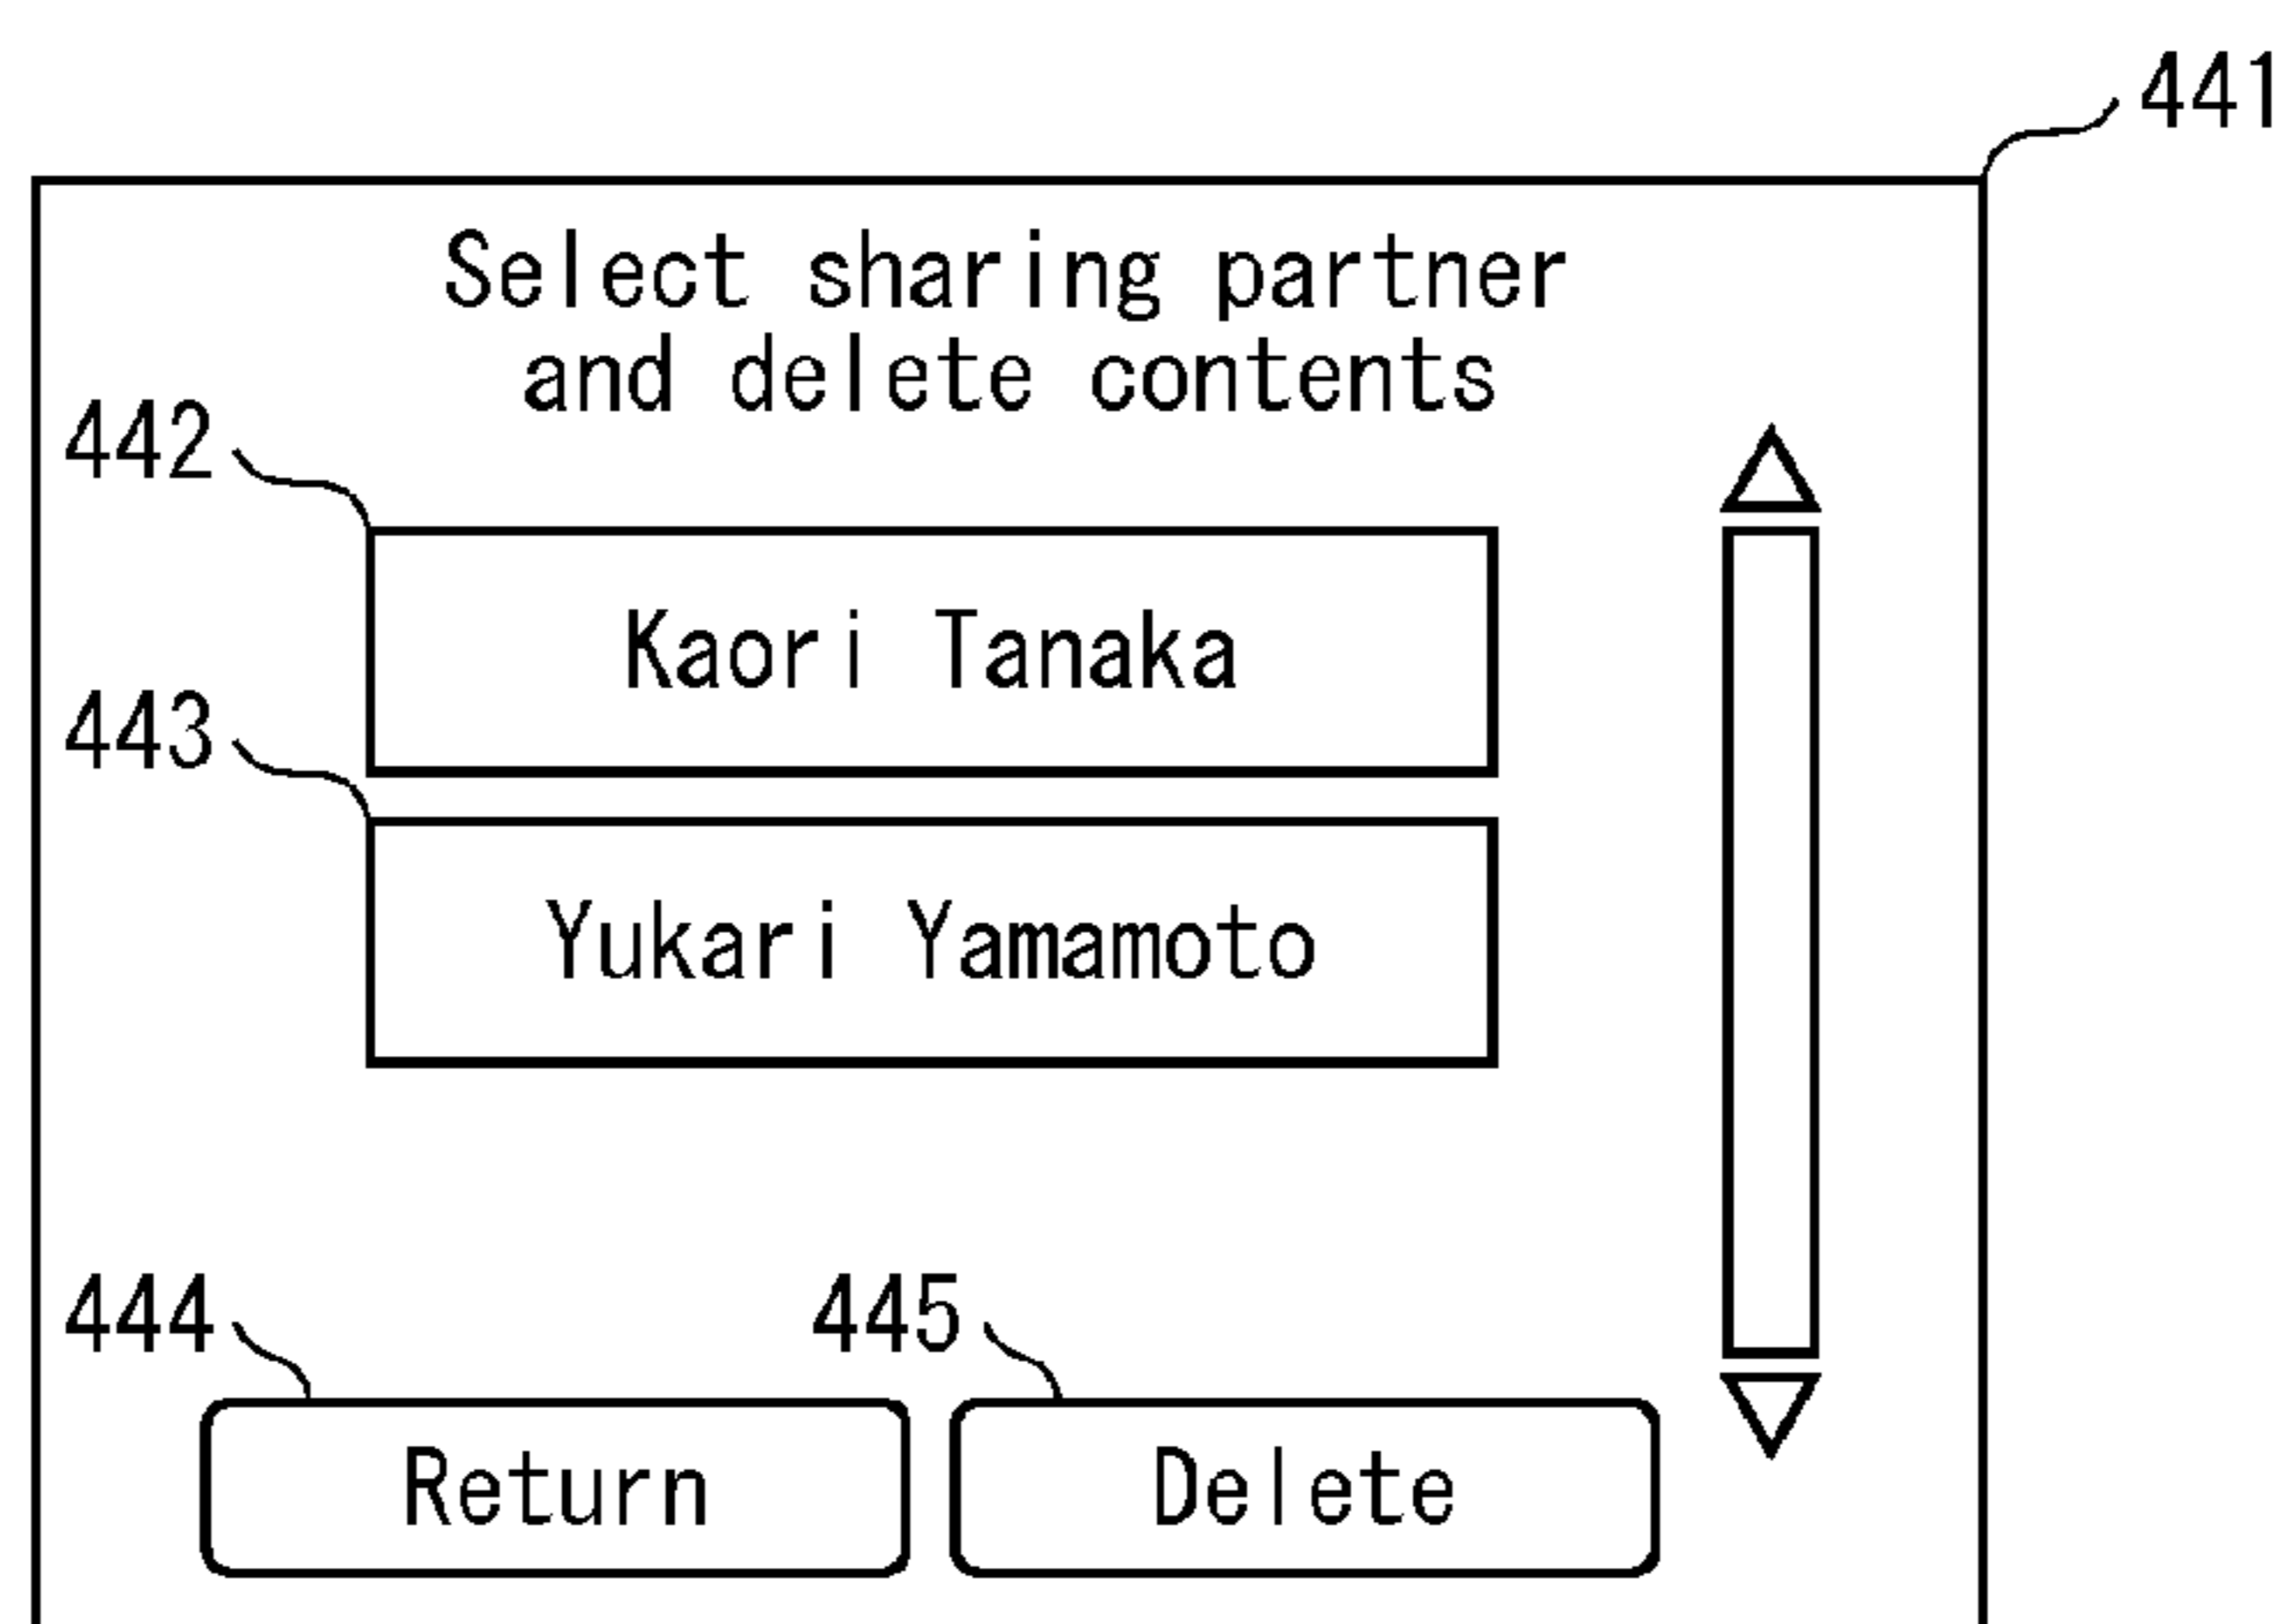 441
Select sharing partner
and delete contents
442
Kaori Tanaka
443
Yukari Yamamoto
444
445
Return
Delete